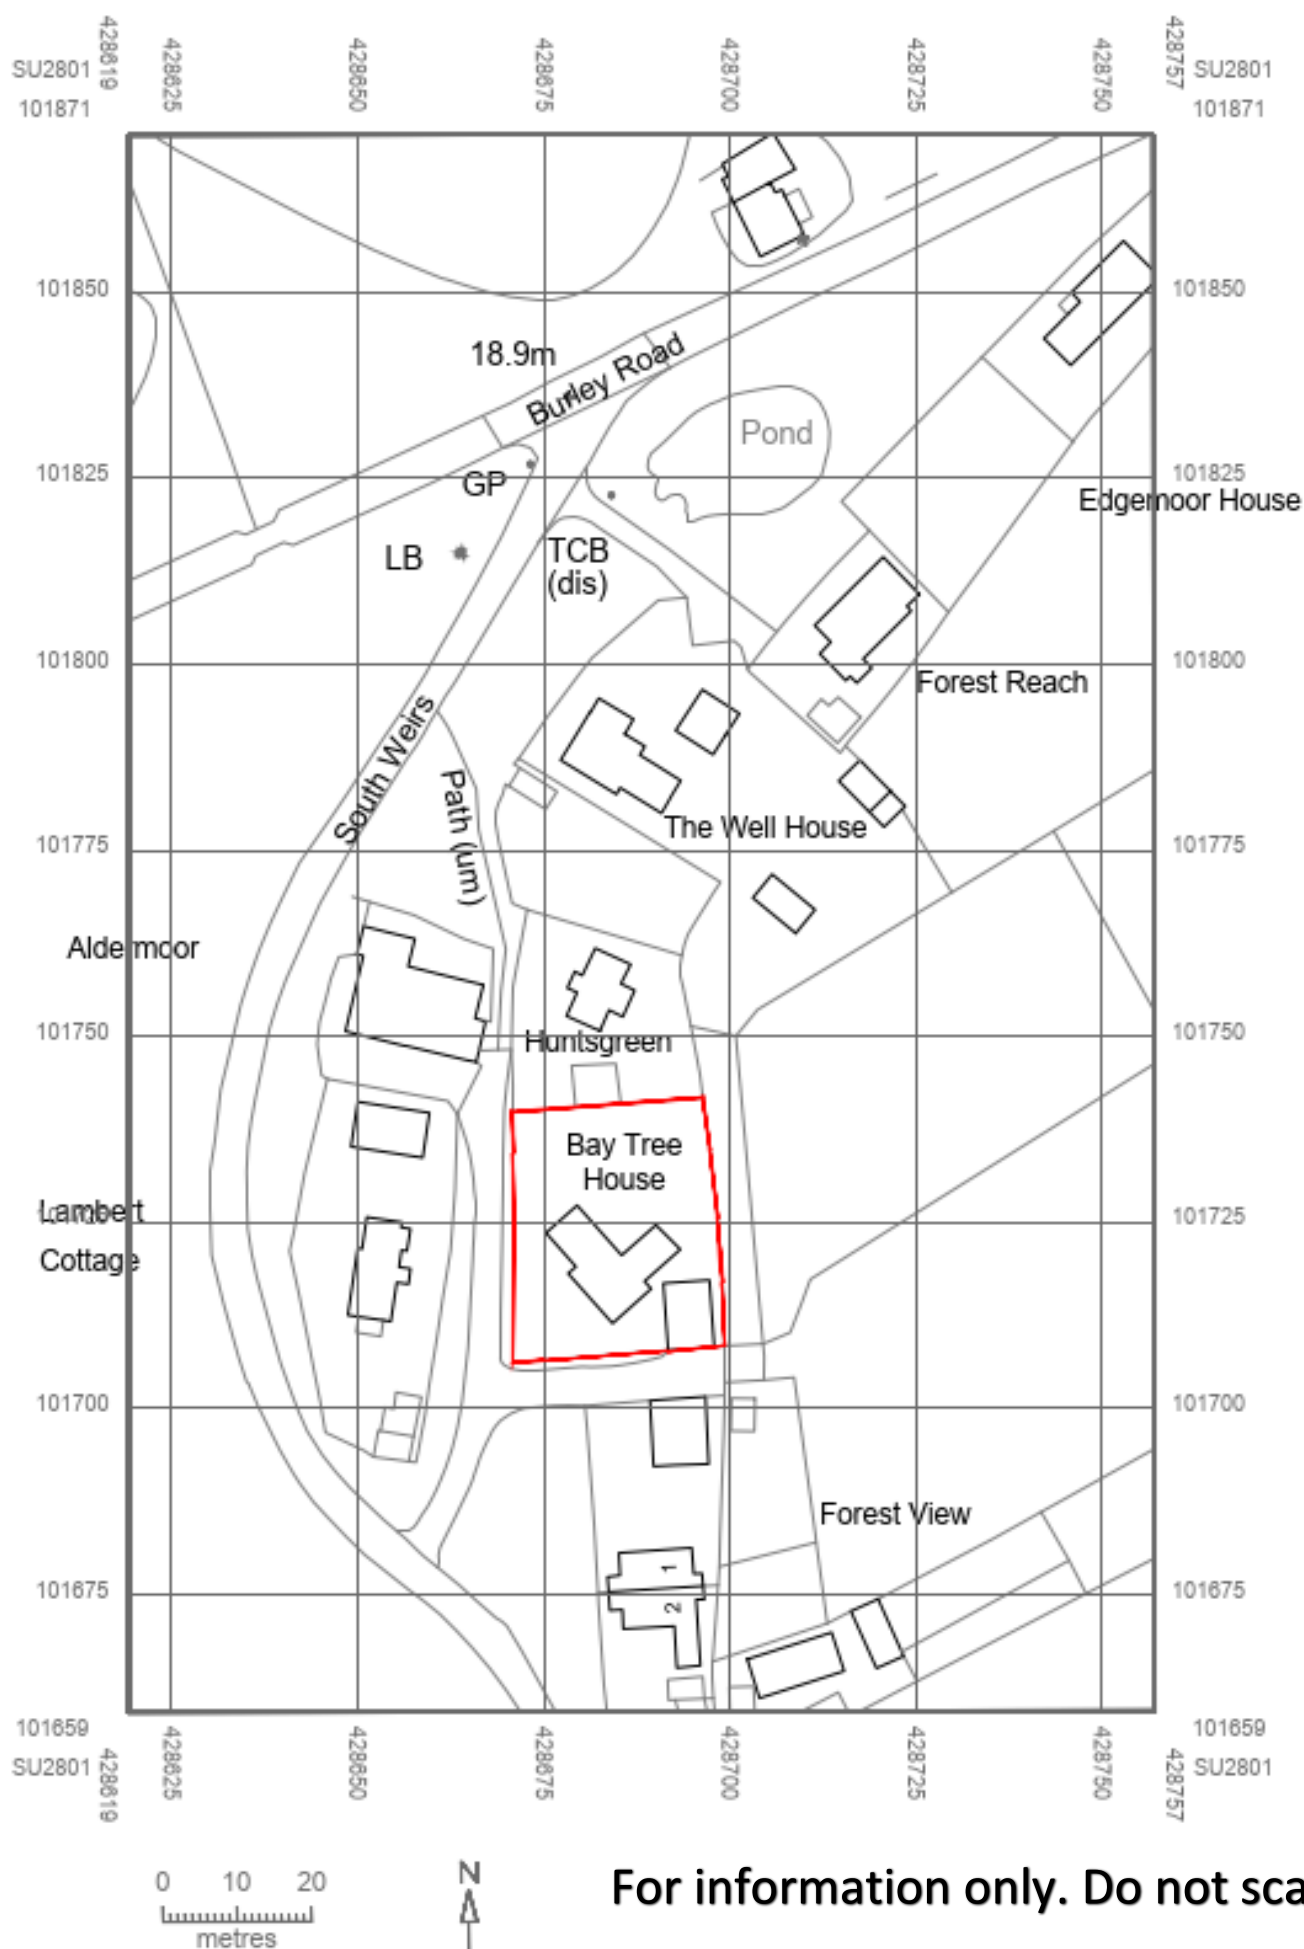 428619
428625
428650
428675
428700
428725
428750
428757
SU2801
SU2801
101871
101871
101850
101850
18.9m
Burley Road
Pond
101825
101825
GP
Edgemoor House
LB
TCB
(dis)
101800
101800
Forest Reach
South Weirs
Path (um)
The Well House
101775
101775
Aldermoor
101750
101750
Huntsgreen
Bay Tree
House
Lambert
Cottage
101725
101700
101700
Forest View
1
2
101675
101675
101659
101659
SU2801
SU2801
428619
428625
428650
428675
428700
428725
428750
428757
0 10 20
metres
N
For information only. Do not sca